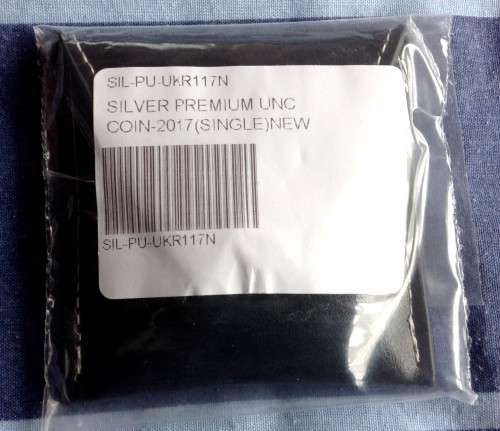 SIL-PU-UKR117N
SILVER PREMIUM UNC
COIN-2017(SINGLE)NEW
SIL-PU-UKR117N